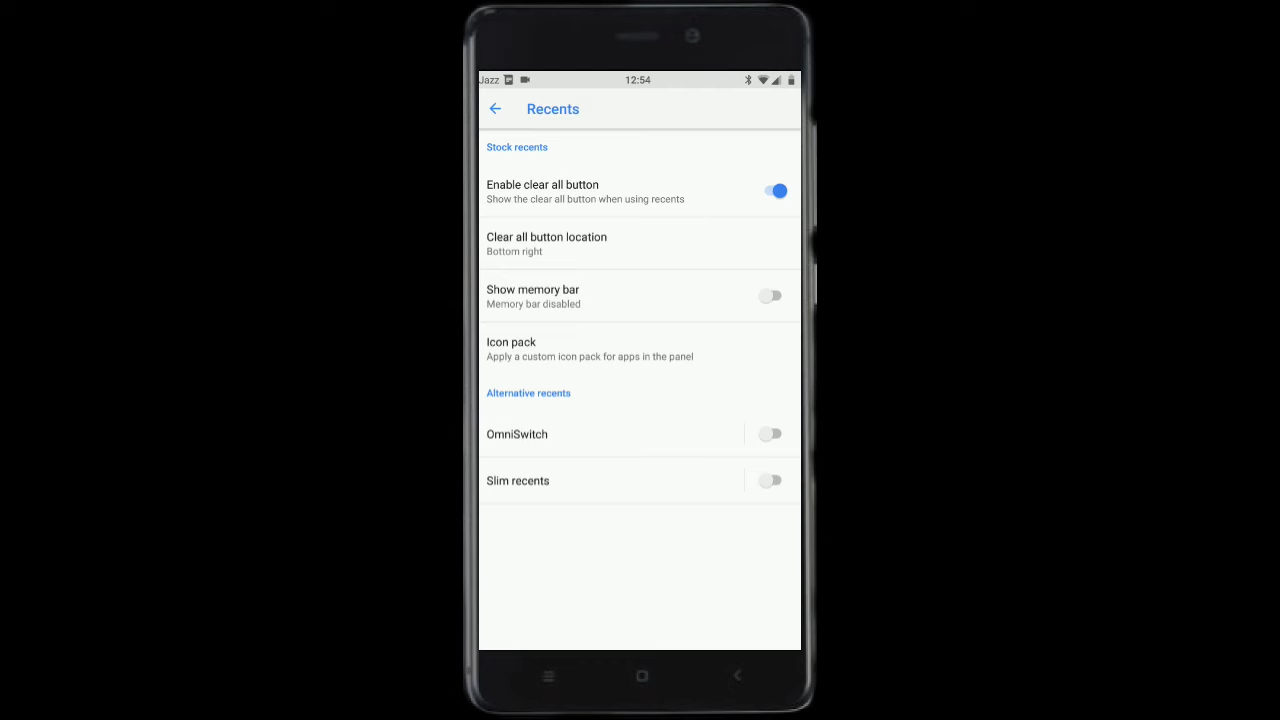 Jazz 12:54
Recents
Stock recents
Enable clear all button
Show the clear all button when using recents
Clear all button location
Bottom right
Show memory bar
Memory bar disabled
Icon pack
Apply a custom icon pack for apps in the panel
Alternative recents
OmniSwitch
Slim recents